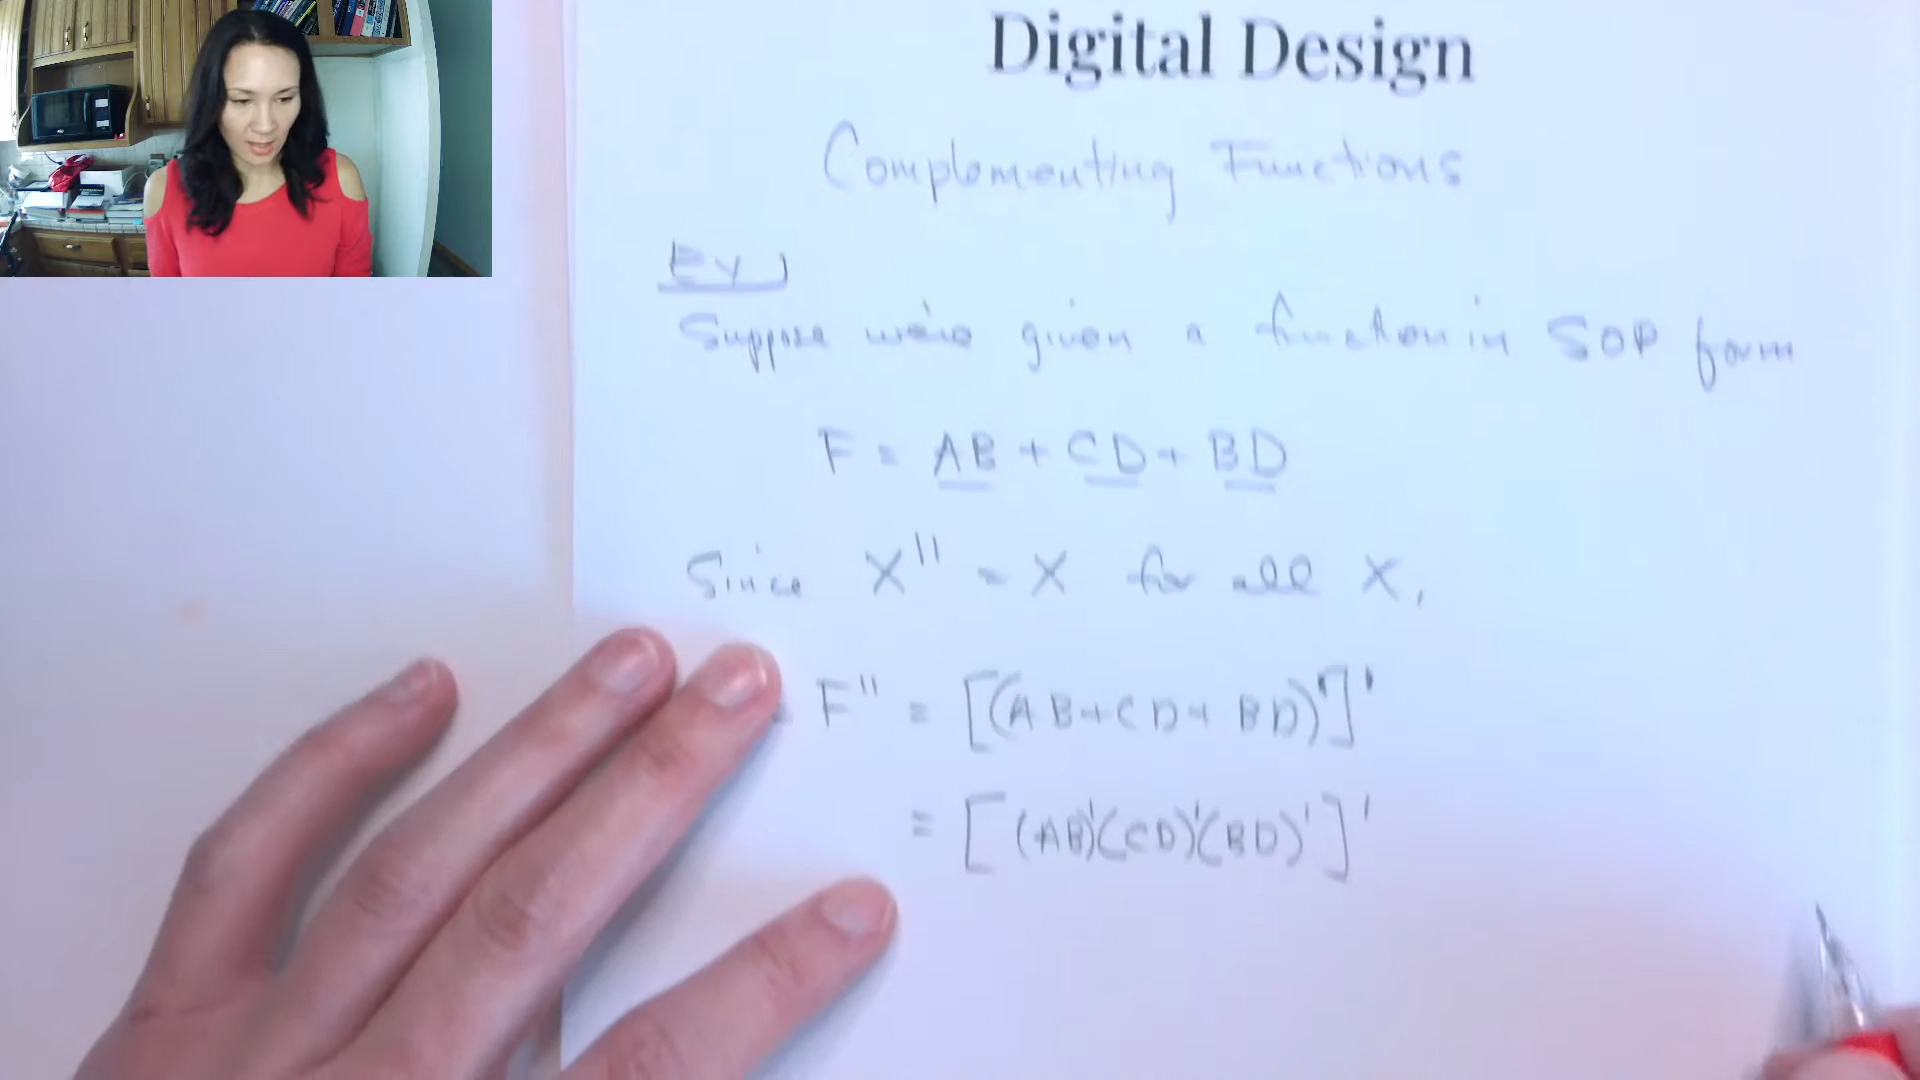 Digital Design
Complementing Functions
Ex]
Suppose we're given a function in SOP form
F = AB + CD + BD
Since X'' = X for all X,
F'' = [(AB+CD+BD)']'
= [(AB)'(CD)'(BD)']'